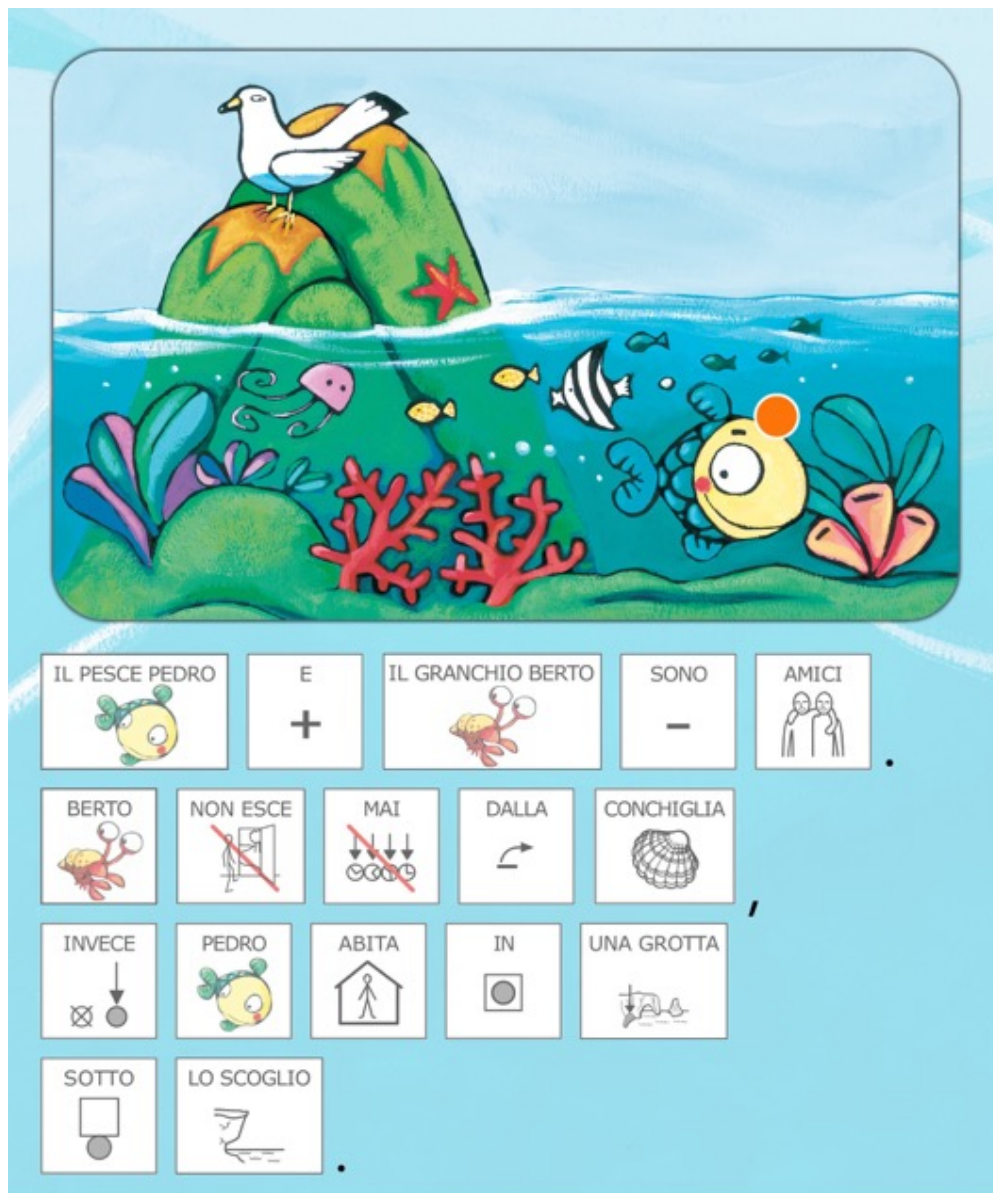 IL PESCE PEDRO E IL GRANCHIO BERTO SONO AMICI .
BERTO NON ESCE MAI DALLA CONCHIGLIA ,
INVECE PEDRO ABITA IN UNA GROTTA
SOTTO LO SCOGLIO .